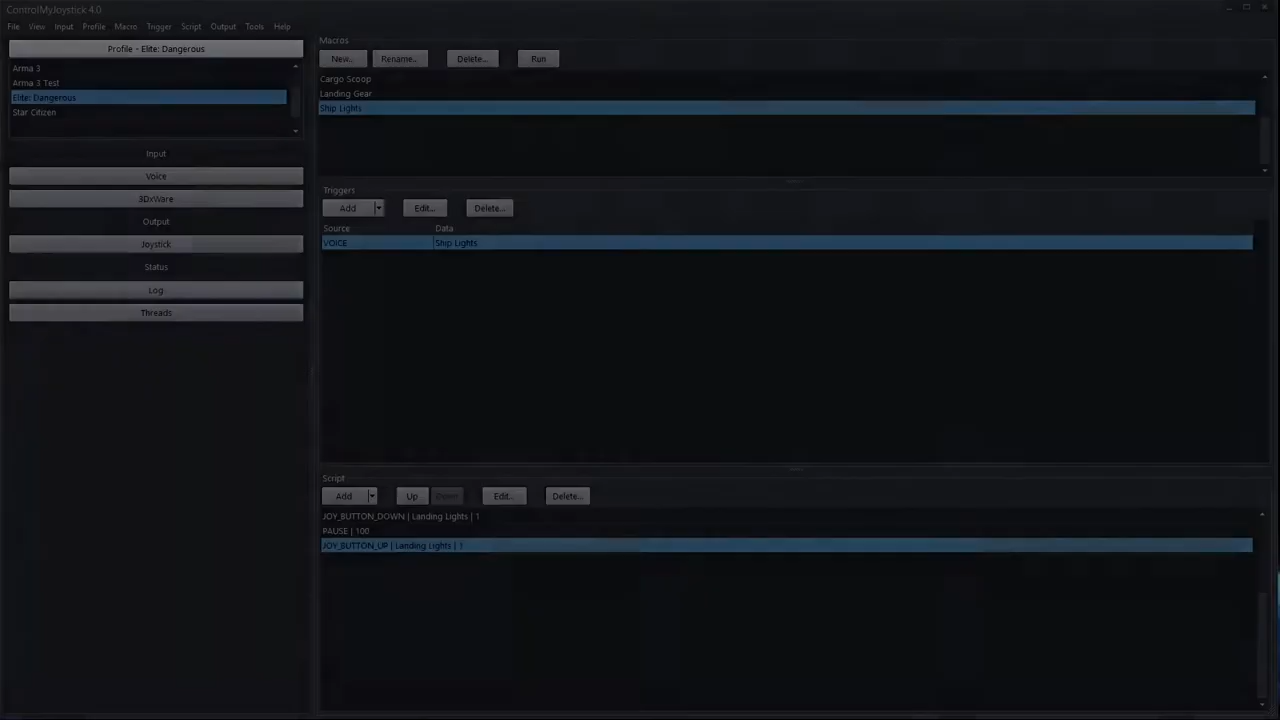 ControlMyJoystick 4.0
File View Input Profile Macro Trigger Script Output Tools Help
Profile - Elite: Dangerous
Arma 3
Arma 3 Test
Elite: Dangerous
Star Citizen
Input
Voice
3DxWare
Output
Joystick
Status
Log
Threads
Macros
New... Rename... Delete... Run
Cargo Scoop
Landing Gear
Ship Lights
Triggers
Add Edit... Delete...
Source Data
VOICE Ship Lights
Script
Add Up Down Edit... Delete...
JOY_BUTTON_DOWN | Landing Lights | 1
PAUSE | 100
JOY_BUTTON_UP | Landing Lights | 1